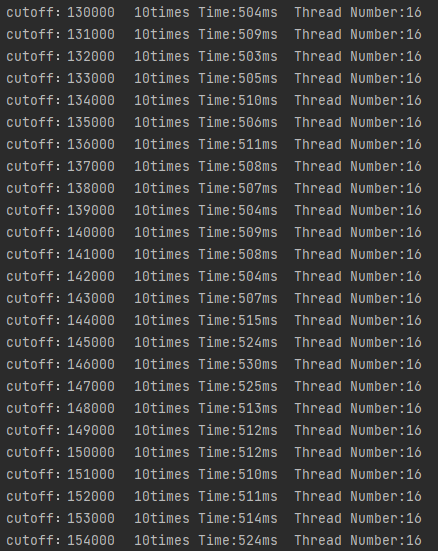 cutoff：130000  10times Time:504ms  Thread Number:16
cutoff：131000  10times Time:509ms  Thread Number:16
cutoff：132000  10times Time:503ms  Thread Number:16
cutoff：133000  10times Time:505ms  Thread Number:16
cutoff：134000  10times Time:510ms  Thread Number:16
cutoff：135000  10times Time:506ms  Thread Number:16
cutoff：136000  10times Time:511ms  Thread Number:16
cutoff：137000  10times Time:508ms  Thread Number:16
cutoff：138000  10times Time:507ms  Thread Number:16
cutoff：139000  10times Time:504ms  Thread Number:16
cutoff：140000  10times Time:509ms  Thread Number:16
cutoff：141000  10times Time:508ms  Thread Number:16
cutoff：142000  10times Time:504ms  Thread Number:16
cutoff：143000  10times Time:507ms  Thread Number:16
cutoff：144000  10times Time:515ms  Thread Number:16
cutoff：145000  10times Time:524ms  Thread Number:16
cutoff：146000  10times Time:530ms  Thread Number:16
cutoff：147000  10times Time:525ms  Thread Number:16
cutoff：148000  10times Time:513ms  Thread Number:16
cutoff：149000  10times Time:512ms  Thread Number:16
cutoff：150000  10times Time:512ms  Thread Number:16
cutoff：151000  10times Time:510ms  Thread Number:16
cutoff：152000  10times Time:511ms  Thread Number:16
cutoff：153000  10times Time:514ms  Thread Number:16
cutoff：154000  10times Time:524ms  Thread Number:16